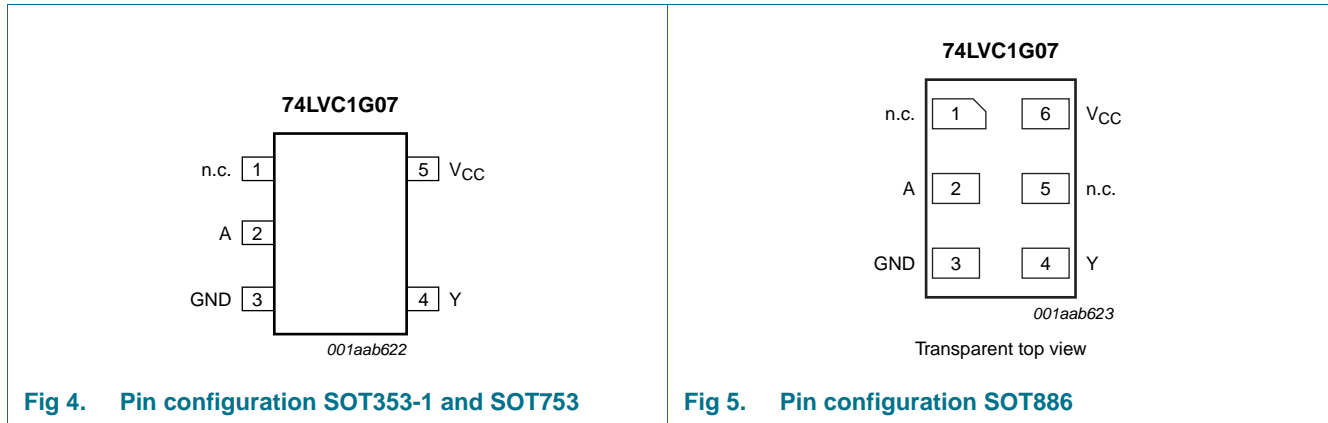 74LVC1G07
n.c. 1
5 VCC
A 2
GND 3
4 Y
001aab622
Fig 4. Pin configuration SOT353-1 and SOT753
74LVC1G07
n.c. 1
6 VCC
A 2
5 n.c.
GND 3
4 Y
001aab623
Transparent top view
Fig 5. Pin configuration SOT886